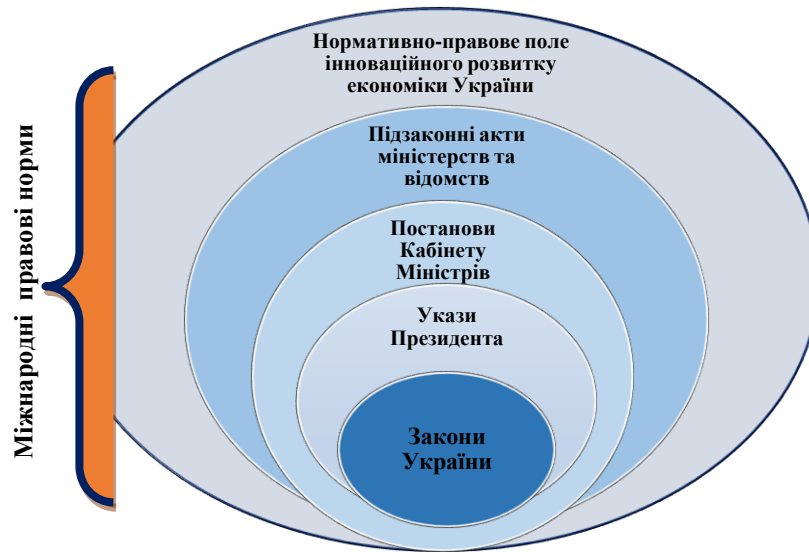 Нормативно-правове поле
інноваційного розвитку
економіки України
Підзаконні акти
міністерств та
відомств
Постанови
Кабінету
Міністрів
Укази
Президента
Закони
України
Міжнародні правові норми